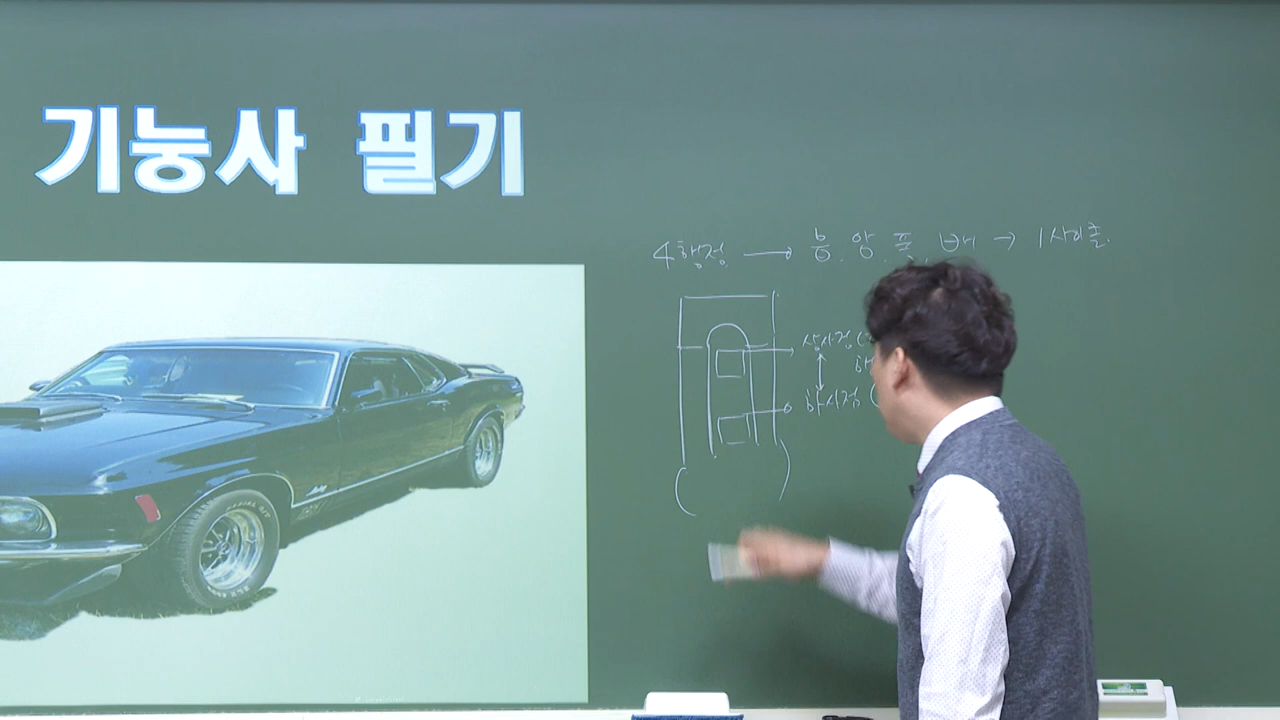 기능사 필기
4행정 → 흡. 압. 폭. 배 → 1사이클.
상사점 (
행
하사점 (